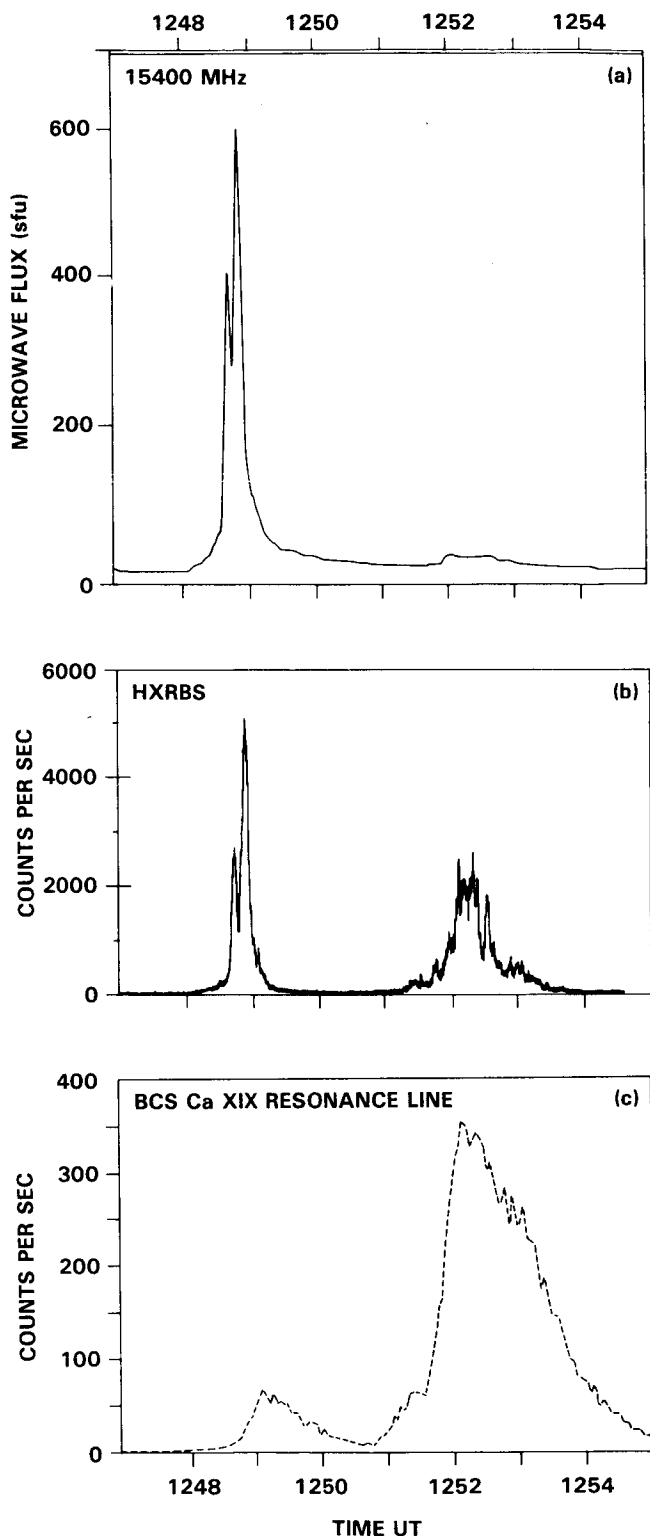 1248 1250 1252 1254
15400 MHz (a)
600
400
200
0
MICROWAVE FLUX (sfu)
HXRBS (b)
6000
4000
2000
0
COUNTS PER SEC
BCS Ca XIX RESONANCE LINE (c)
400
300
200
100
0
COUNTS PER SEC
1248 1250 1252 1254
TIME UT